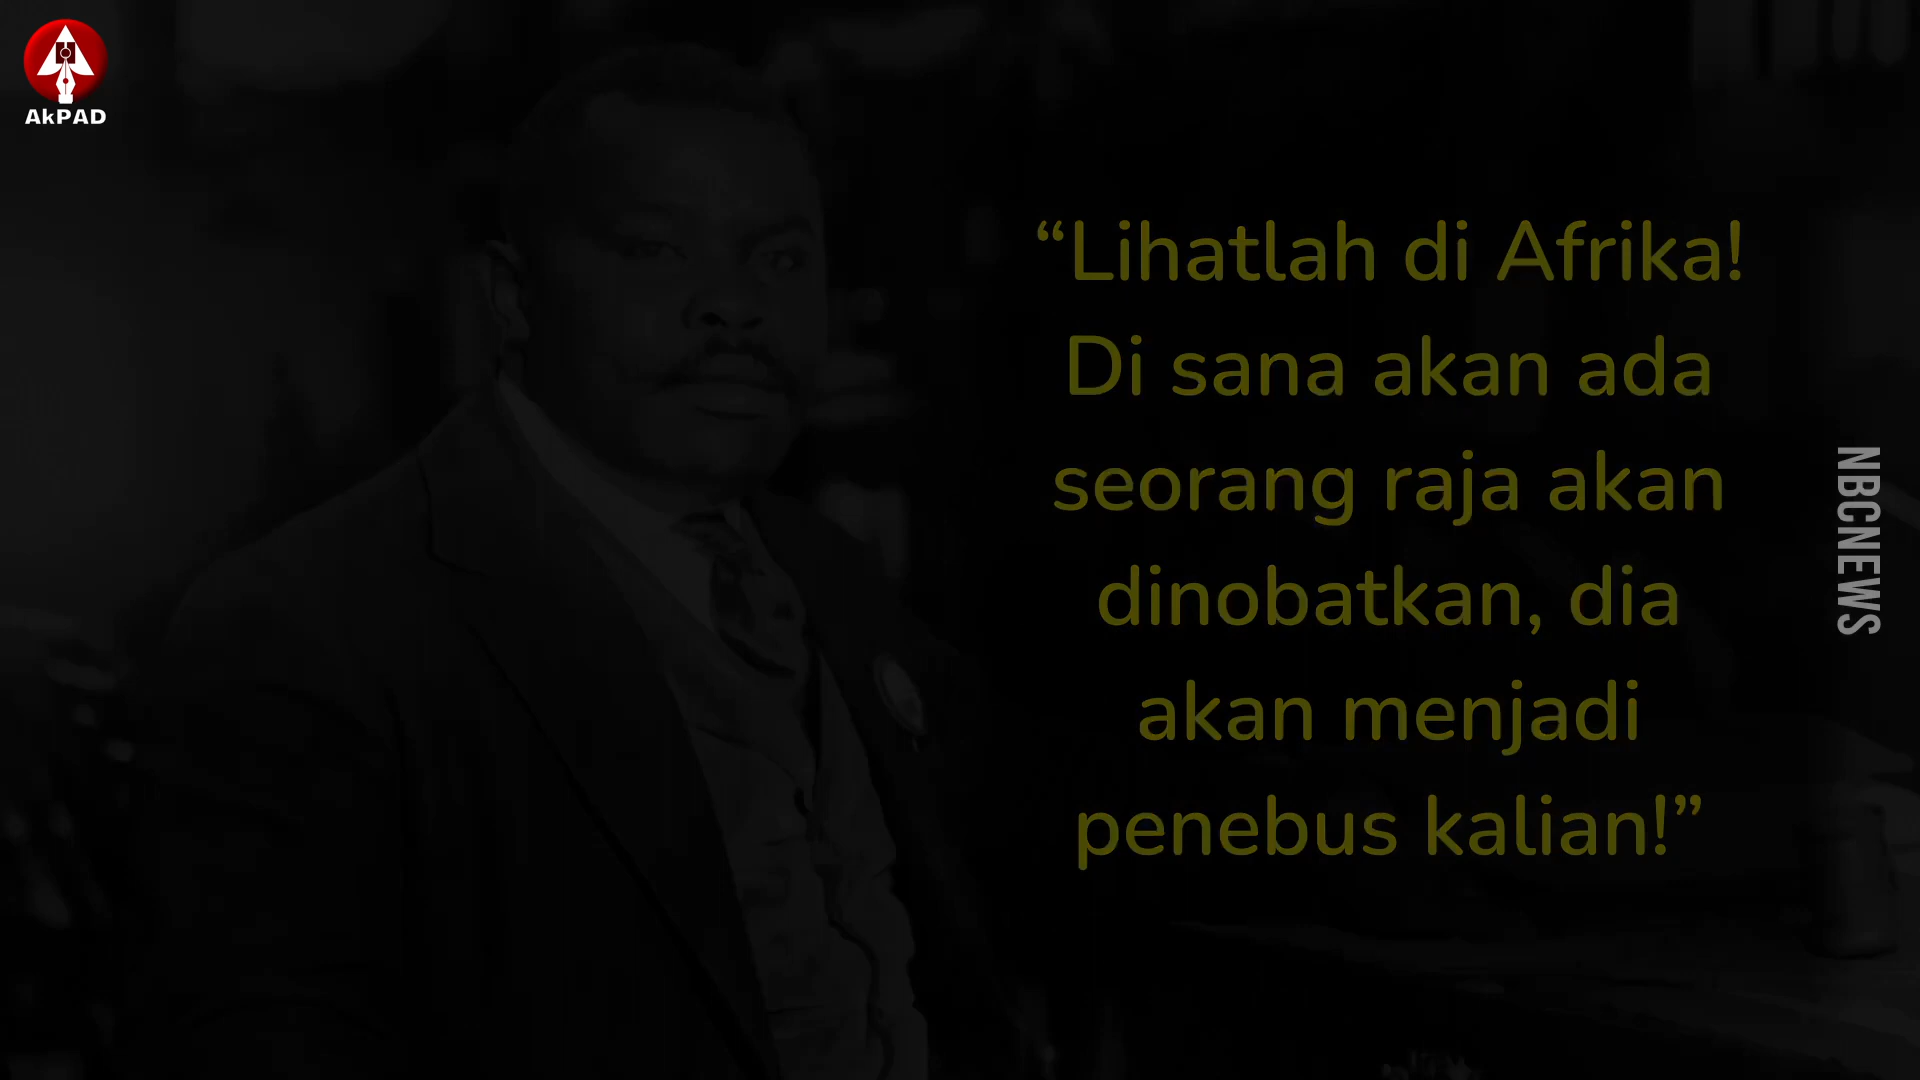 AkPAD
“Lihatlah di Afrika!
Di sana akan ada
seorang raja akan
dinobatkan, dia
akan menjadi
penebus kalian!”
NBCNEWS